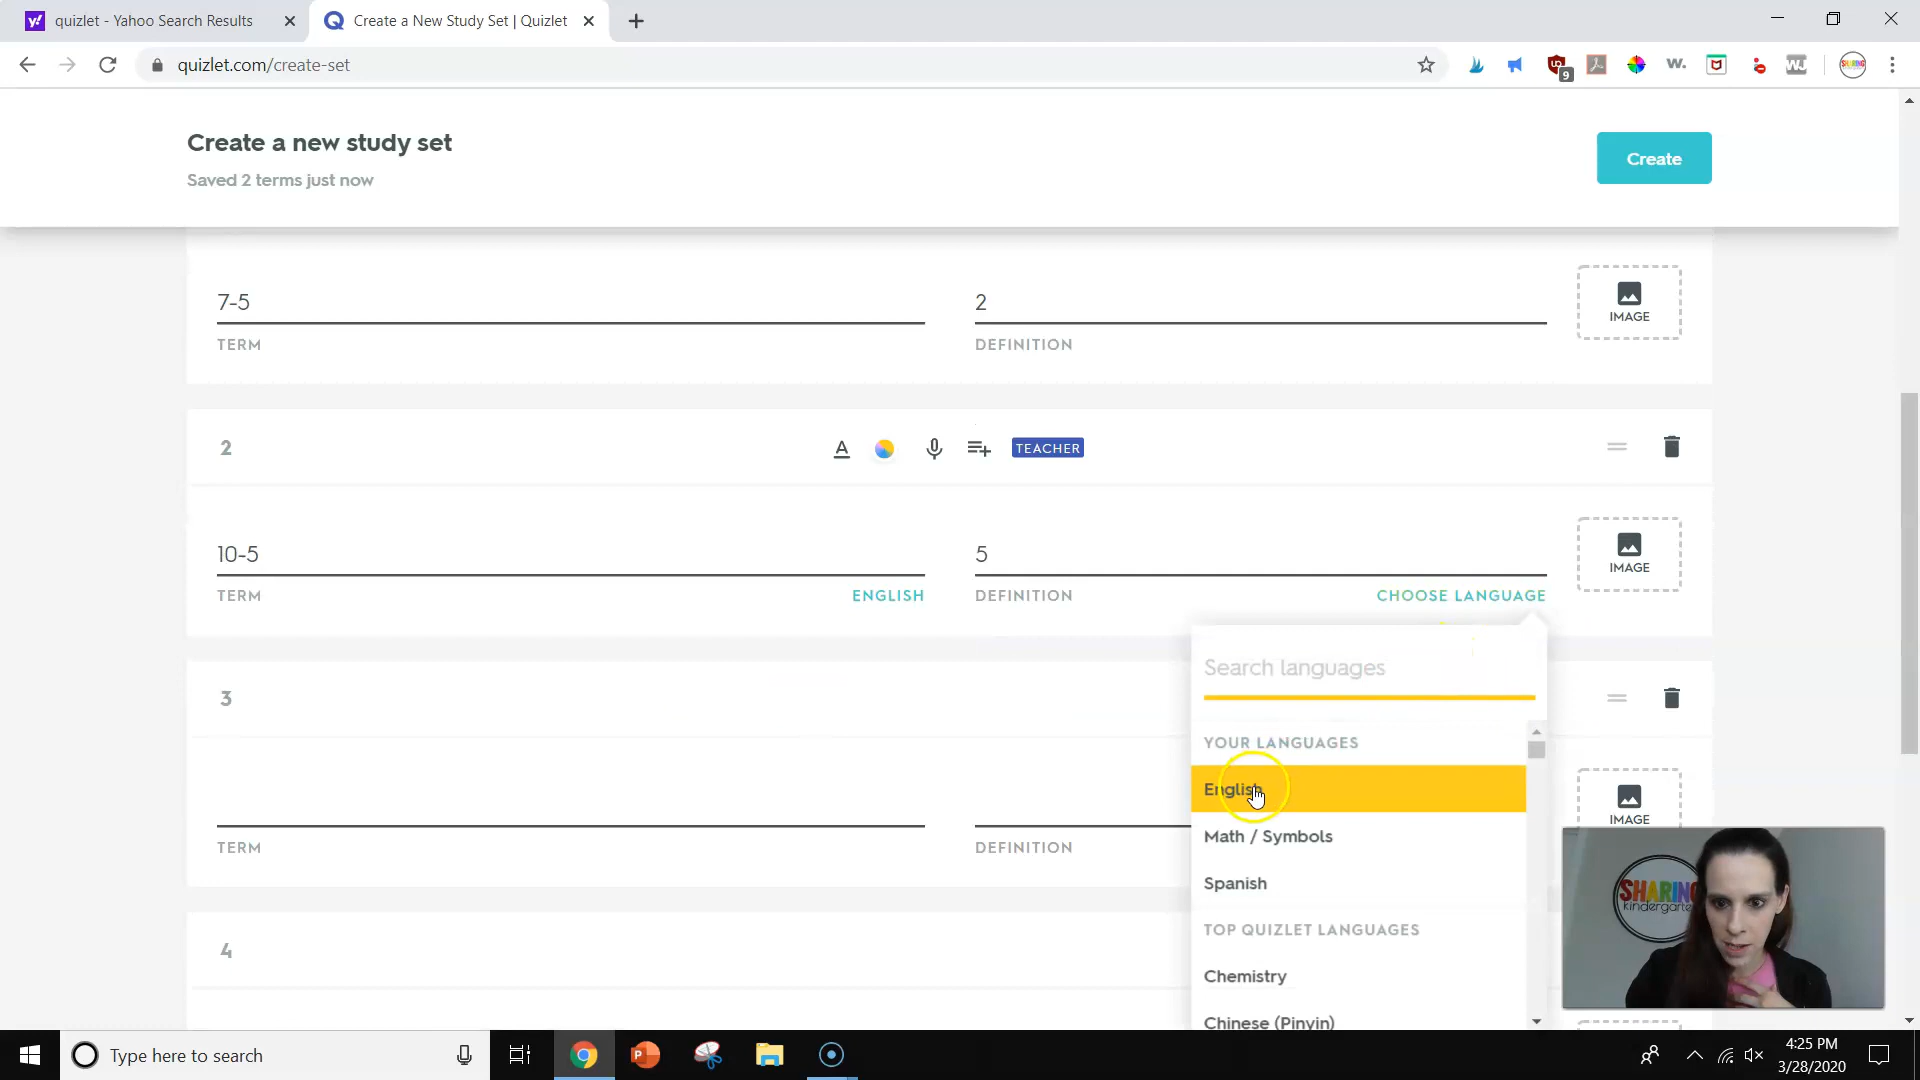 quizlet - Yahoo Search Results
Create a New Study Set | Quizlet
quizlet.com/create-set
9
Create a new study set
Saved 2 terms just now
Create
7-5
2
IMAGE
TERM
DEFINITION
2
TEACHER
10-5
5
IMAGE
TERM
ENGLISH
DEFINITION
CHOOSE LANGUAGE
Search languages
3
YOUR LANGUAGES
English
IMAGE
Math / Symbols
TERM
DEFINITION
Spanish
SHARING
kindergarten
TOP QUIZLET LANGUAGES
4
Chemistry
Chinese (Pinyin)
Type here to search
4:25 PM
3/28/2020